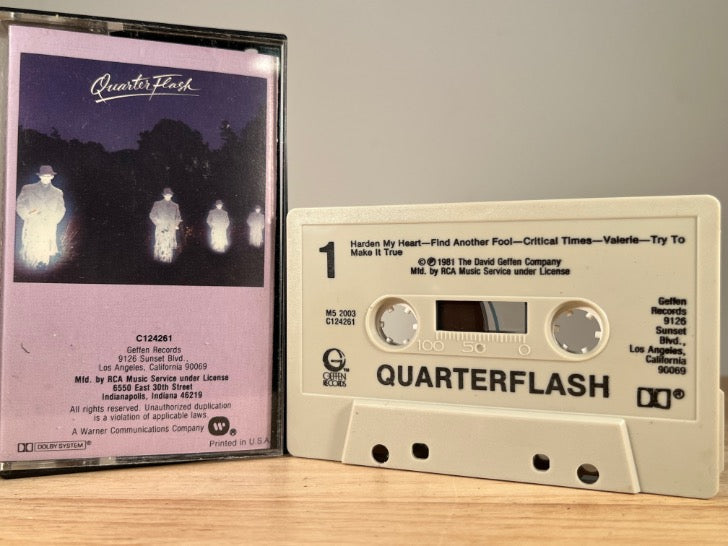 QuarterFlash
C124261
Geffen Records
9126 Sunset Blvd.,
Los Angeles, California 90069
Mfd. by RCA Music Service under License
6550 East 30th Street
Indianapolis, Indiana 46219
All rights reserved. Unauthorized duplication
is a violation of applicable laws.
A Warner Communications Company
DOLBY SYSTEM®
Printed in U.S.A
1
Harden My Heart—Find Another Fool—Critical Times—Valerie—Try To
Make It True
©℗1981 The David Geffen Company
Mfd. by RCA Music Service under License
M5 2003
C124261
100 50 0
Geffen
Records
9126
Sunset
Blvd.,
Los Angeles,
California
90069
G™
GEFFEN
RECORDS
QUARTERFLASH
®